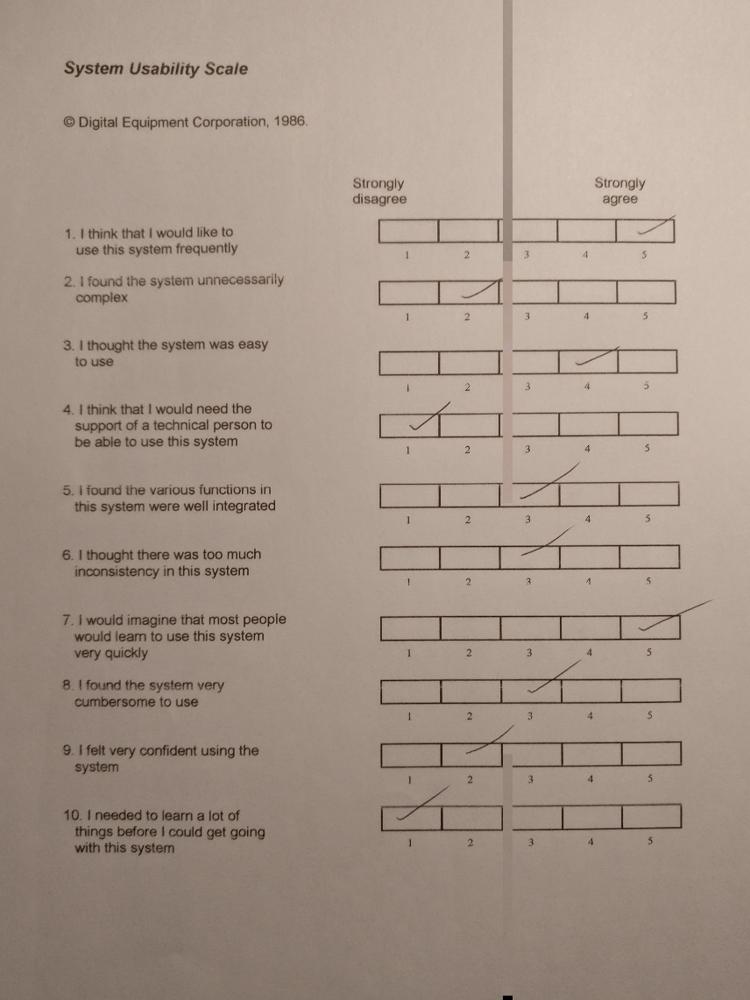 System Usability Scale
© Digital Equipment Corporation, 1986.
Strongly disagree
Strongly agree
1. I think that I would like to
use this system frequently
1 2 3 4 5
2. I found the system unnecessarily
complex
1 2 3 4 5
3. I thought the system was easy
to use
1 2 3 4 5
4. I think that I would need the
support of a technical person to
be able to use this system
1 2 3 4 5
5. I found the various functions in
this system were well integrated
1 2 3 4 5
6. I thought there was too much
inconsistency in this system
1 2 3 4 5
7. I would imagine that most people
would learn to use this system
very quickly
1 2 3 4 5
8. I found the system very
cumbersome to use
1 2 3 4 5
9. I felt very confident using the
system
1 2 3 4 5
10. I needed to learn a lot of
things before I could get going
with this system
1 2 3 4 5